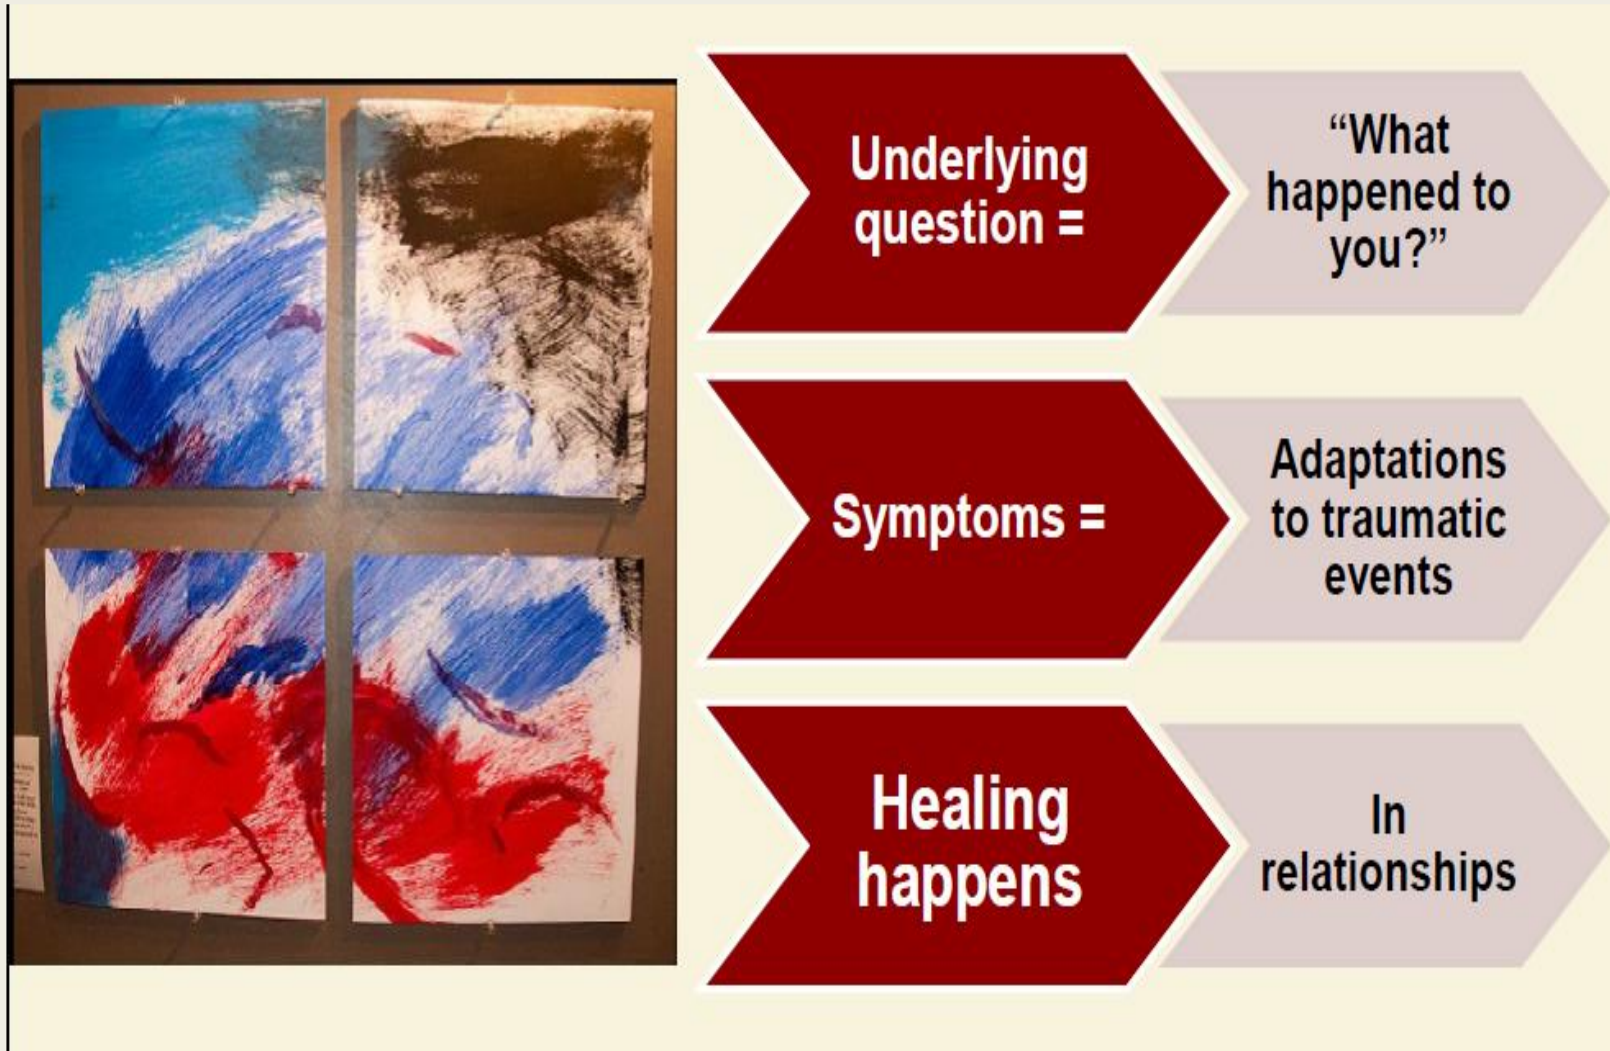 Underlying
question =
“What
happened to
you?”
Symptoms =
Adaptations
to traumatic
events
Healing
happens
In
relationships